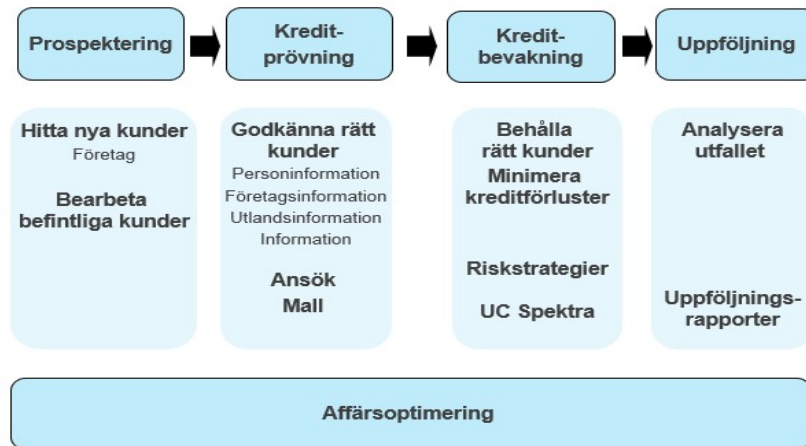 Prospektering
Kredit-
prövning
Kredit-
bevakning
Uppföljning
Hitta nya kunder
Företag
Bearbeta
befintliga kunder
Godkänna rätt
kunder
Personinformation
Företagsinformation
Utlandsinformation
Information
Ansök
Mall
Behålla
rätt kunder
Minimera
kreditförluster
Riskstrategier
UC Spektra
Analysera
utfallet
Uppföljnings-
rapporter
Affärsoptimering